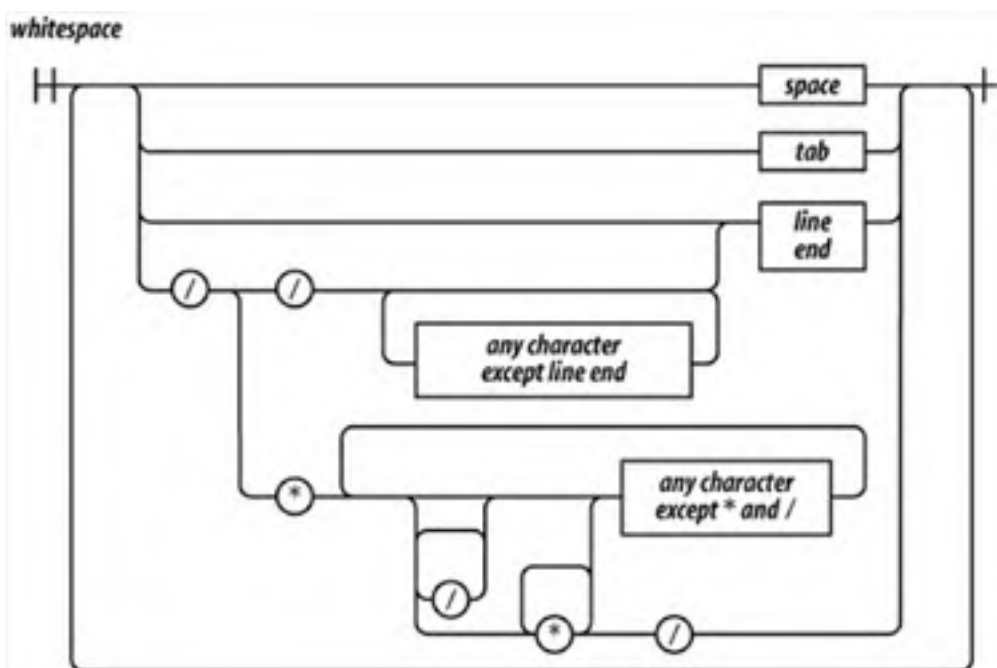 whitespace
space
tab
line
end
/
/
any character
except line end
*
any character
except * and /
/
*
/